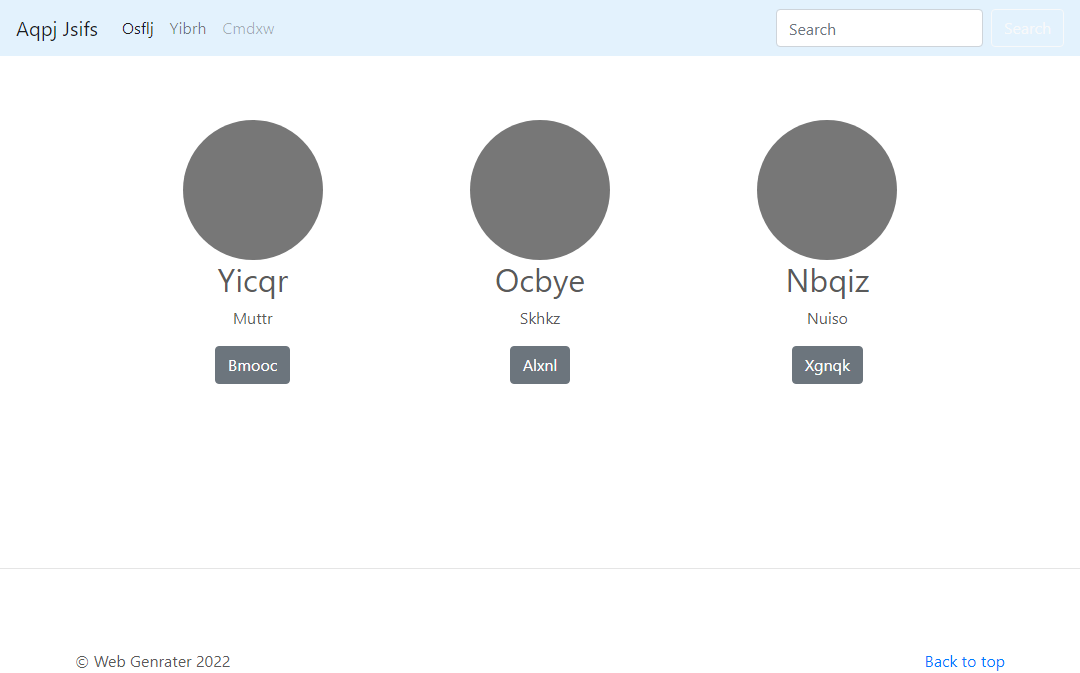 Aqpj Jsifs Osflj Yibrh Cmdxw Search Search
Yicqr Ocbye Nbqiz
Muttr Skhkz Nuiso
Bmooc Alxnl Xgnqk
© Web Genrater 2022 Back to top